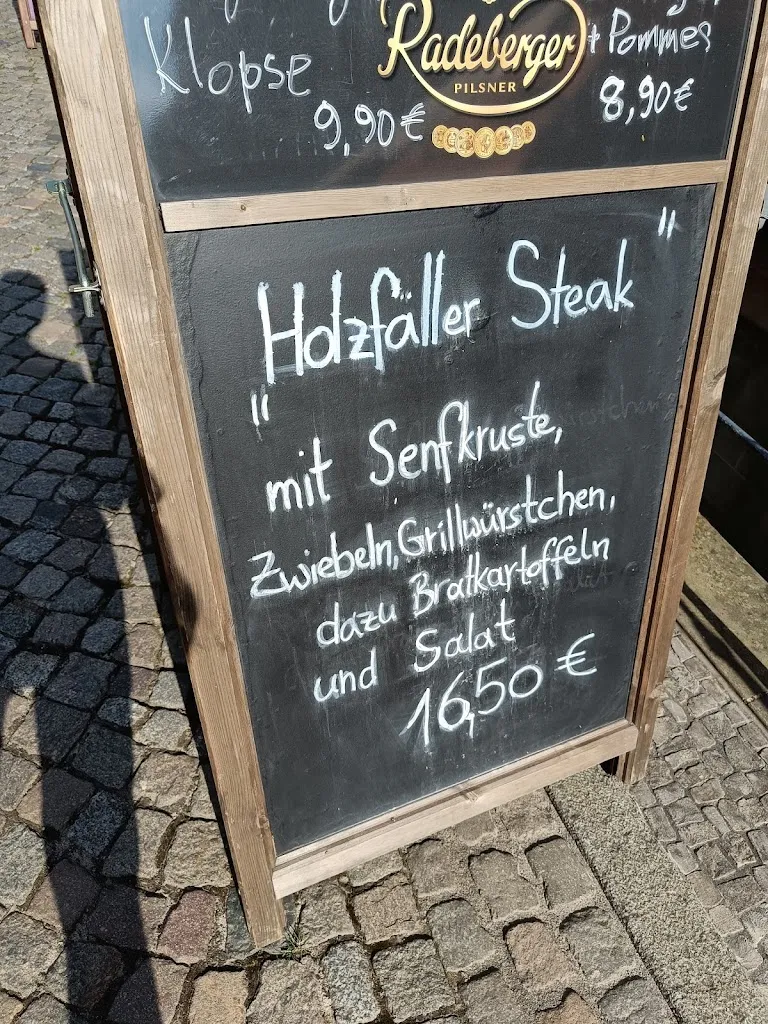 Klopse
9,90€
Radeberger
PILSNER
+ Pommes
8,90€
Holzfäller Steak "
"
mit Senfkruste,
Zwiebeln, Grillwürstchen,
dazu Bratkartoffeln
und Salat
16,50 €